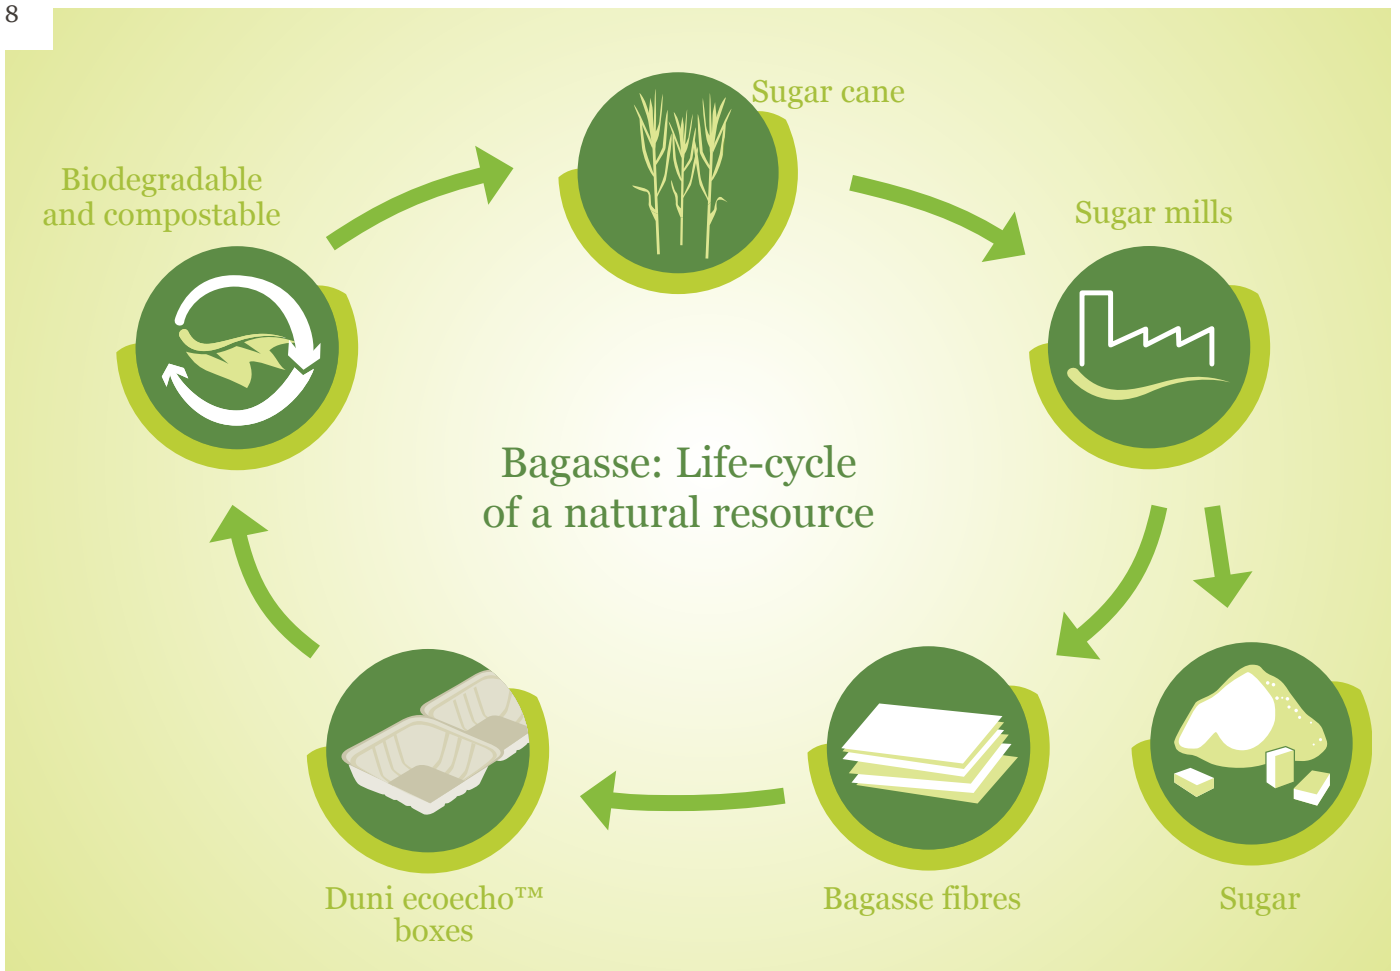 8
Sugar cane
Biodegradable
and compostable
Sugar mills
Bagasse: Life-cycle
of a natural resource
Duni ecoecho™
boxes
Bagasse fibres
Sugar